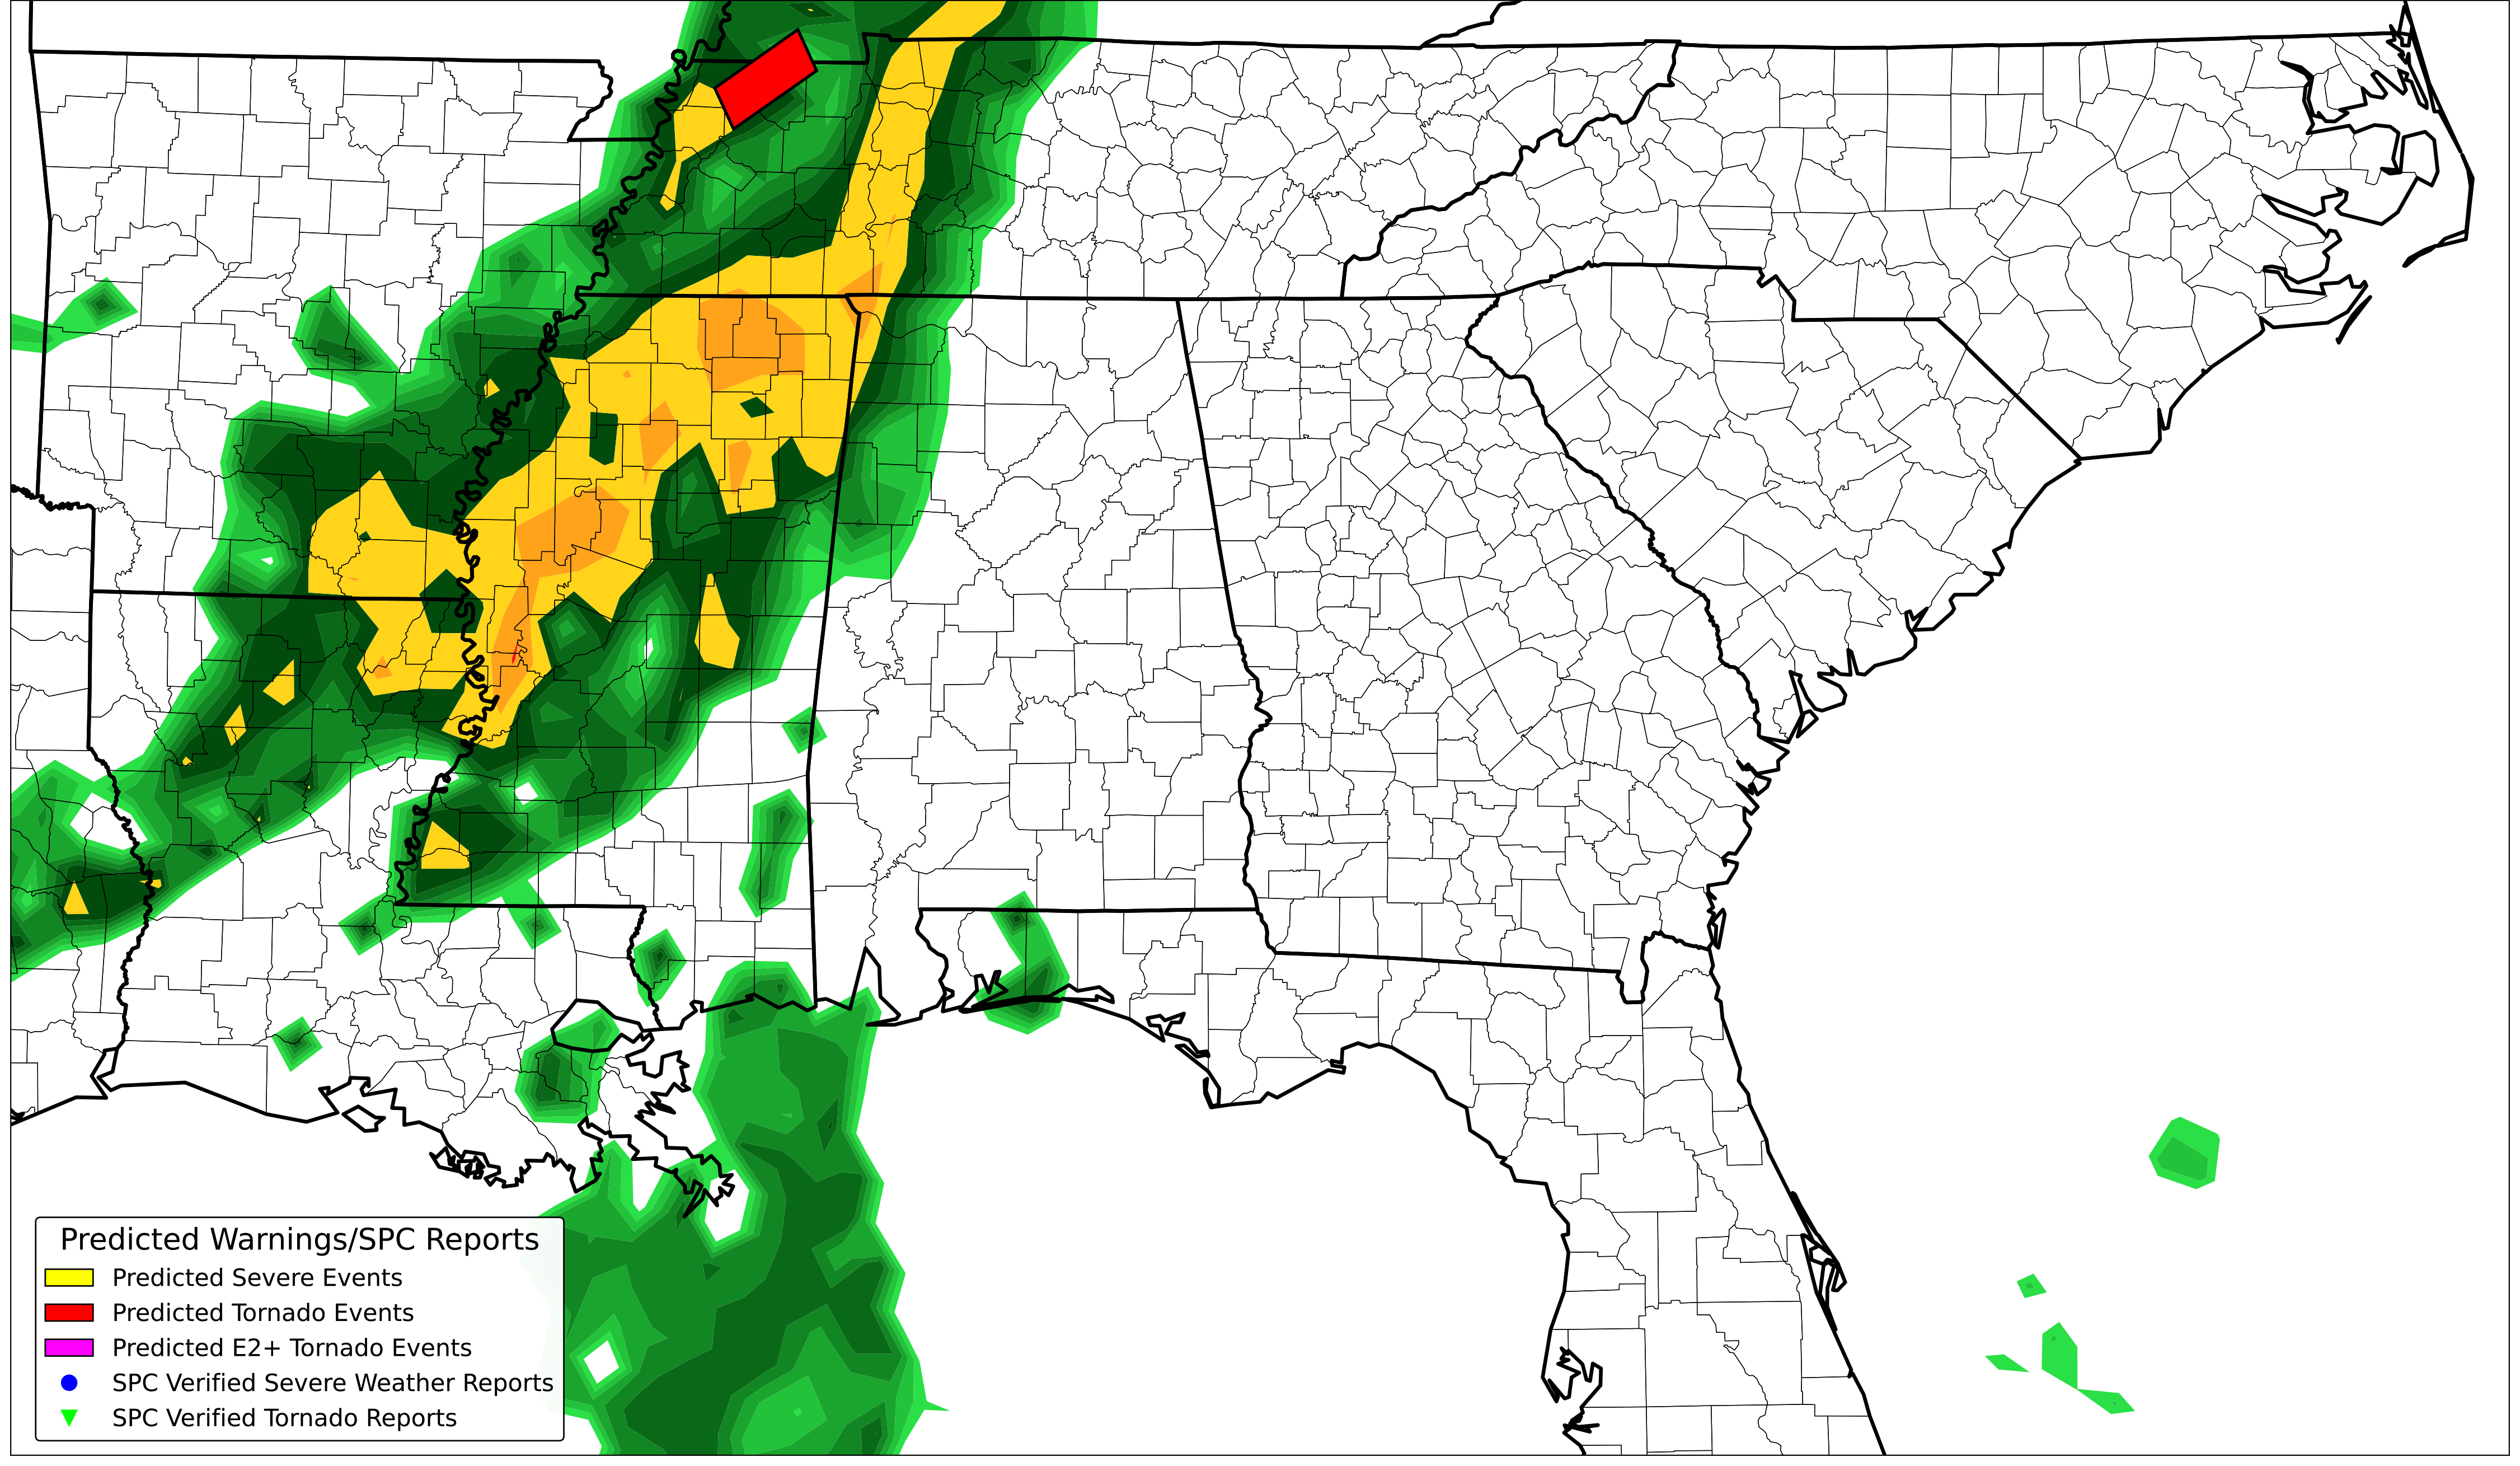 Predicted Warnings/SPC Reports
Predicted Severe Events
Predicted Tornado Events
Predicted E2+ Tornado Events
SPC Verified Severe Weather Reports
SPC Verified Tornado Reports